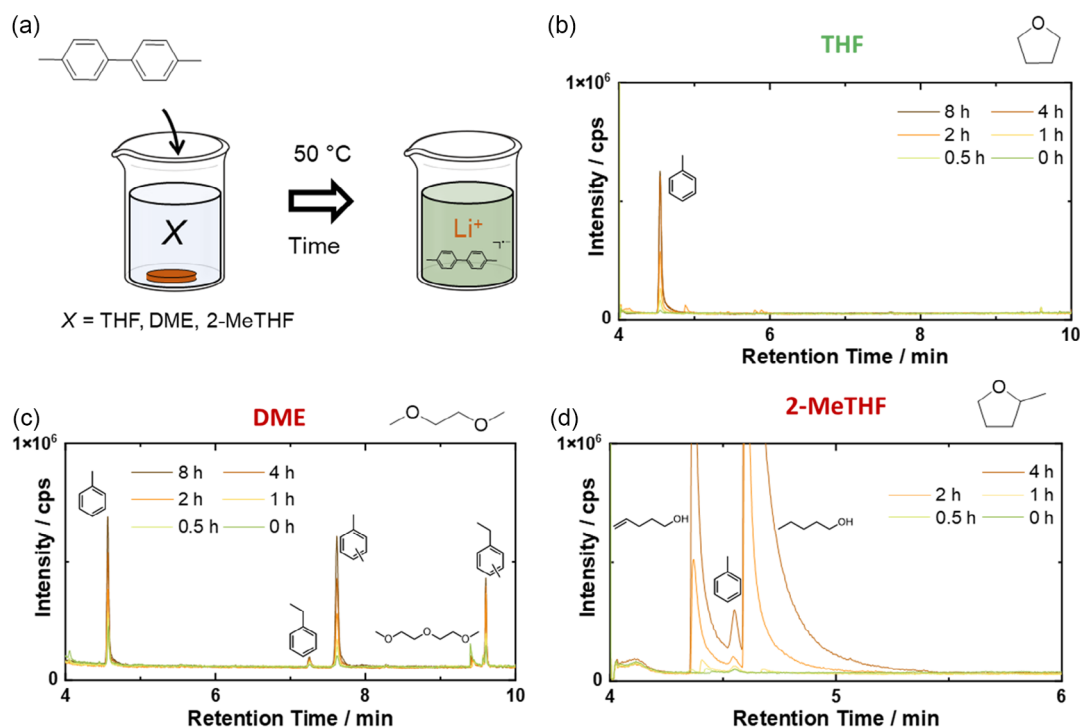 (a)
50 °C
X
Time
Li⁺
¬•−
X = THF, DME, 2-MeTHF
(b)
THF
O
1×10⁶
8 h
4 h
2 h
1 h
0.5 h
0 h
Intensity / cps
0
4
6
8
10
Retention Time / min
(c)
DME
O
O
1×10⁶
8 h
4 h
2 h
1 h
0.5 h
0 h
O
O
O
Intensity / cps
0
4
6
8
10
Retention Time / min
(d)
2-MeTHF
O
1×10⁶
4 h
2 h
1 h
0.5 h
0 h
OH
OH
Intensity / cps
0
4
5
6
Retention Time / min